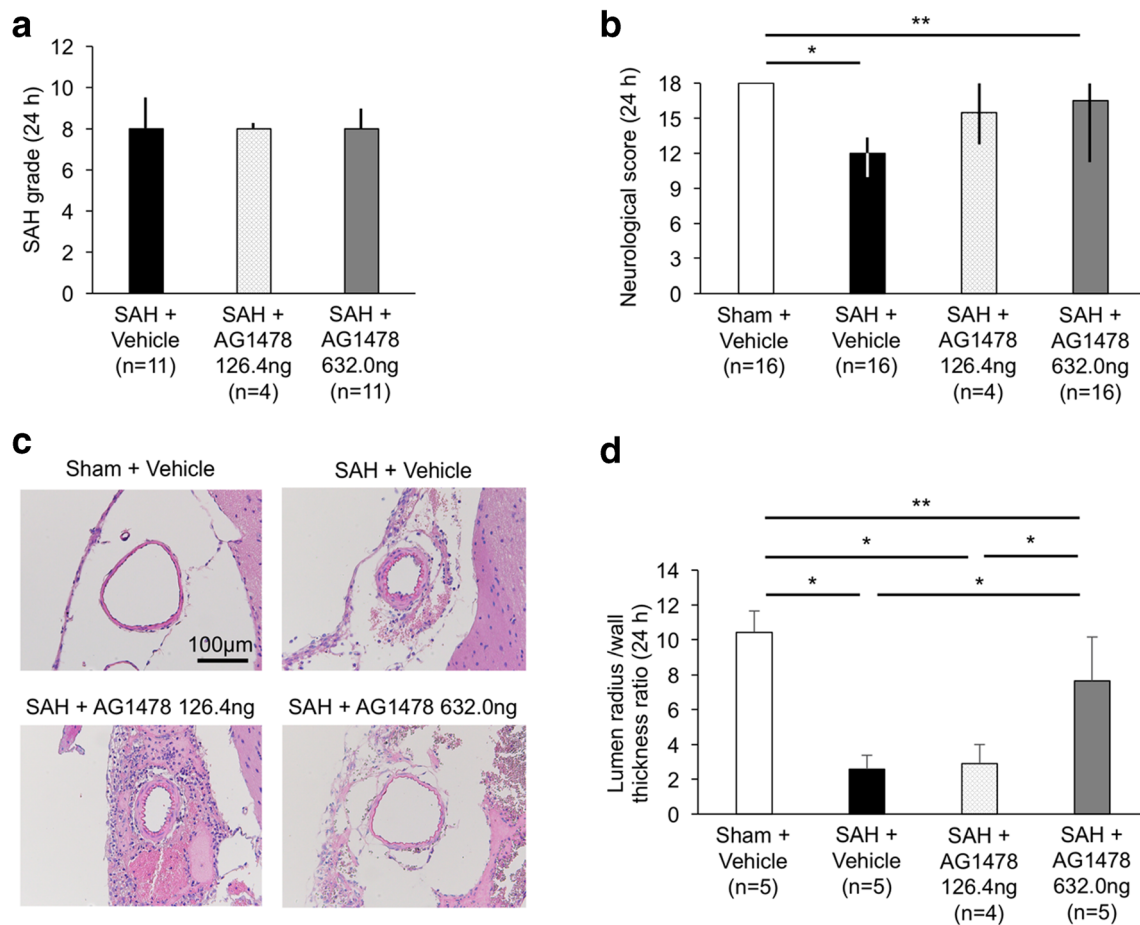 a
SAH grade (24 h)
12
10
8
6
4
2
0
SAH +
Vehicle
(n=11)
SAH +
AG1478
126.4ng
(n=4)
SAH +
AG1478
632.0ng
(n=11)
b
**
*
Neurological score (24 h)
18
15
12
9
6
3
0
Sham +
Vehicle
(n=16)
SAH +
Vehicle
(n=16)
SAH +
AG1478
126.4ng
(n=4)
SAH +
AG1478
632.0ng
(n=16)
c
Sham + Vehicle
SAH + Vehicle
100µm
SAH + AG1478 126.4ng
SAH + AG1478 632.0ng
d
**
*
*
*
*
Lumen radius /wall
thickness ratio (24 h)
14
12
10
8
6
4
2
0
Sham +
Vehicle
(n=5)
SAH +
Vehicle
(n=5)
SAH +
AG1478
126.4ng
(n=4)
SAH +
AG1478
632.0ng
(n=5)